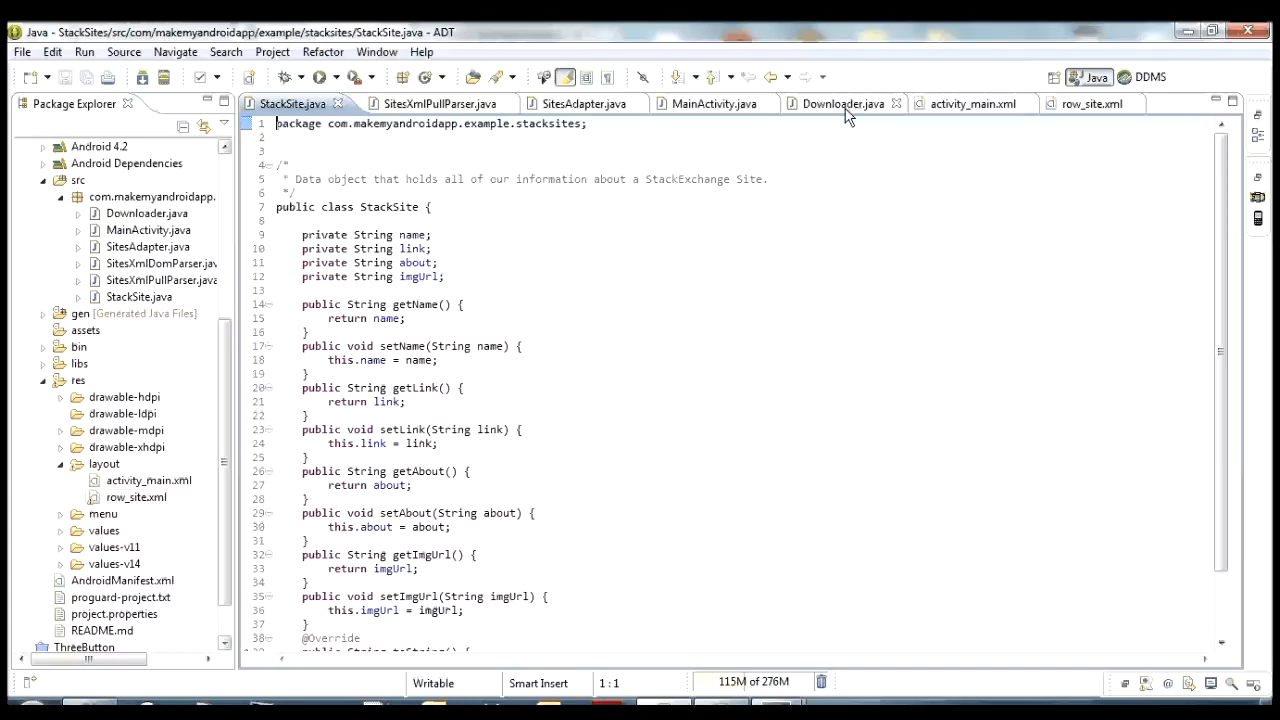 Java - StackSites/src/com/makemyandroidapp/example/stacksites/StackSite.java - ADT
File Edit Run Source Navigate Search Project Refactor Window Help
Java DDMS
Package Explorer
StackSite.java SitesXmlPullParser.java SitesAdapter.java MainActivity.java Downloader.java activity_main.xml row_site.xml
Android 4.2
Android Dependencies
src
com.makemyandroidapp.
Downloader.java
MainActivity.java
SitesAdapter.java
SitesXmlDomParser.jav
SitesXmlPullParser.java
StackSite.java
gen [Generated Java Files]
assets
bin
libs
res
drawable-hdpi
drawable-ldpi
drawable-mdpi
drawable-xhdpi
layout
activity_main.xml
row_site.xml
menu
values
values-v11
values-v14
AndroidManifest.xml
proguard-project.txt
project.properties
README.md
ThreeButton
1 package com.makemyandroidapp.example.stacksites;
2
3
4 /*
5 * Data object that holds all of our information about a StackExchange Site.
6 */
7 public class StackSite {
8
9 private String name;
10 private String link;
11 private String about;
12 private String imgUrl;
13
14 public String getName() {
15 return name;
16 }
17 public void setName(String name) {
18 this.name = name;
19 }
20 public String getLink() {
21 return link;
22 }
23 public void setLink(String link) {
24 this.link = link;
25 }
26 public String getAbout() {
27 return about;
28 }
29 public void setAbout(String about) {
30 this.about = about;
31 }
32 public String getImgUrl() {
33 return imgUrl;
34 }
35 public void setImgUrl(String imgUrl) {
36 this.imgUrl = imgUrl;
37 }
38 @Override
public String toString() {
Writable Smart Insert 1 : 1 115M of 276M